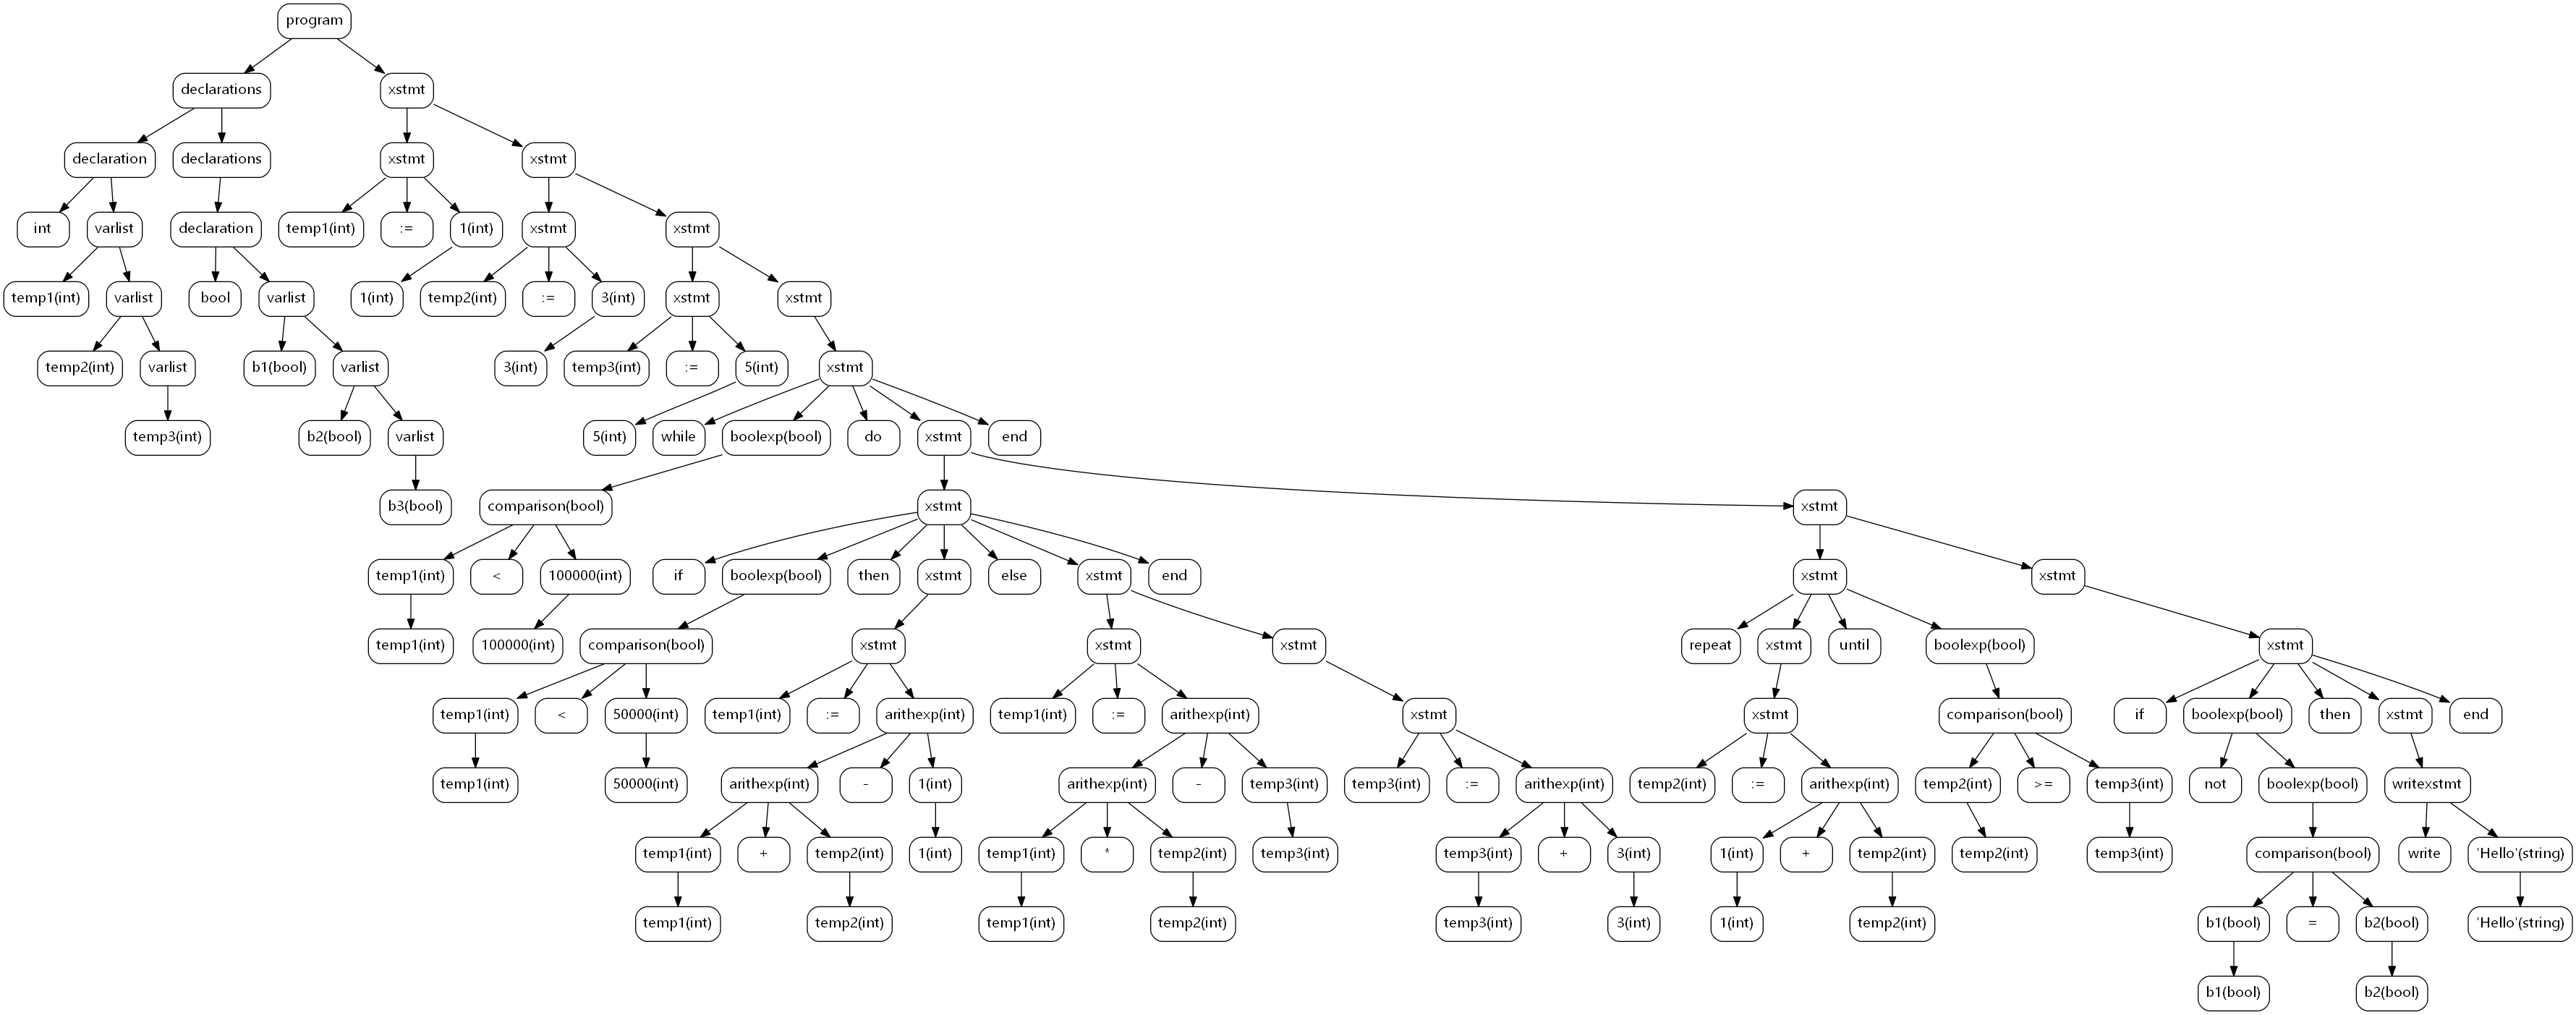 program
declarations xstmt
declaration declarations xstmt xstmt
int varlist declaration temp1(int) := 1(int) xstmt xstmt
temp1(int) varlist bool varlist 1(int) temp2(int) := 3(int) xstmt xstmt
temp2(int) varlist b1(bool) varlist 3(int) temp3(int) := 5(int) xstmt
temp3(int) b2(bool) varlist 5(int) while boolexp(bool) do xstmt end
b3(bool) comparison(bool) xstmt xstmt
temp1(int) < 100000(int) if boolexp(bool) then xstmt else xstmt end xstmt xstmt
temp1(int) 100000(int) comparison(bool) xstmt xstmt xstmt repeat xstmt until boolexp(bool) xstmt
temp1(int) < 50000(int) temp1(int) := arithexp(int) temp1(int) := arithexp(int) xstmt xstmt comparison(bool) if boolexp(bool) then xstmt end
temp1(int) 50000(int) arithexp(int) - 1(int) arithexp(int) - temp3(int) temp3(int) := arithexp(int) temp2(int) := arithexp(int) temp2(int) >= temp3(int) not boolexp(bool) writexstmt
temp1(int) + temp2(int) 1(int) temp1(int) * temp2(int) temp3(int) temp3(int) + 3(int) 1(int) + temp2(int) temp2(int) temp3(int) comparison(bool) write 'Hello'(string)
temp1(int) temp2(int) temp1(int) temp2(int) temp3(int) 3(int) 1(int) temp2(int) b1(bool) = b2(bool) 'Hello'(string)
b1(bool) b2(bool)